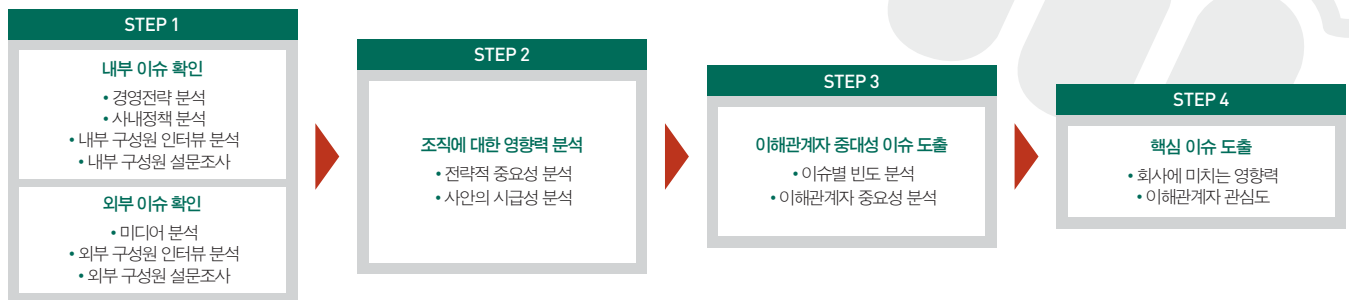 STEP 1
내부 이슈 확인
• 경영전략 분석
• 사내정책 분석
• 내부 구성원 인터뷰 분석
• 내부 구성원 설문조사
외부 이슈 확인
• 미디어 분석
• 외부 구성원 인터뷰 분석
• 외부 구성원 설문조사
STEP 2
조직에 대한 영향력 분석
• 전략적 중요성 분석
• 사안의 시급성 분석
STEP 3
이해관계자 중대성 이슈 도출
• 이슈별 빈도 분석
• 이해관계자 중요성 분석
STEP 4
핵심 이슈 도출
• 회사에 미치는 영향력
• 이해관계자 관심도